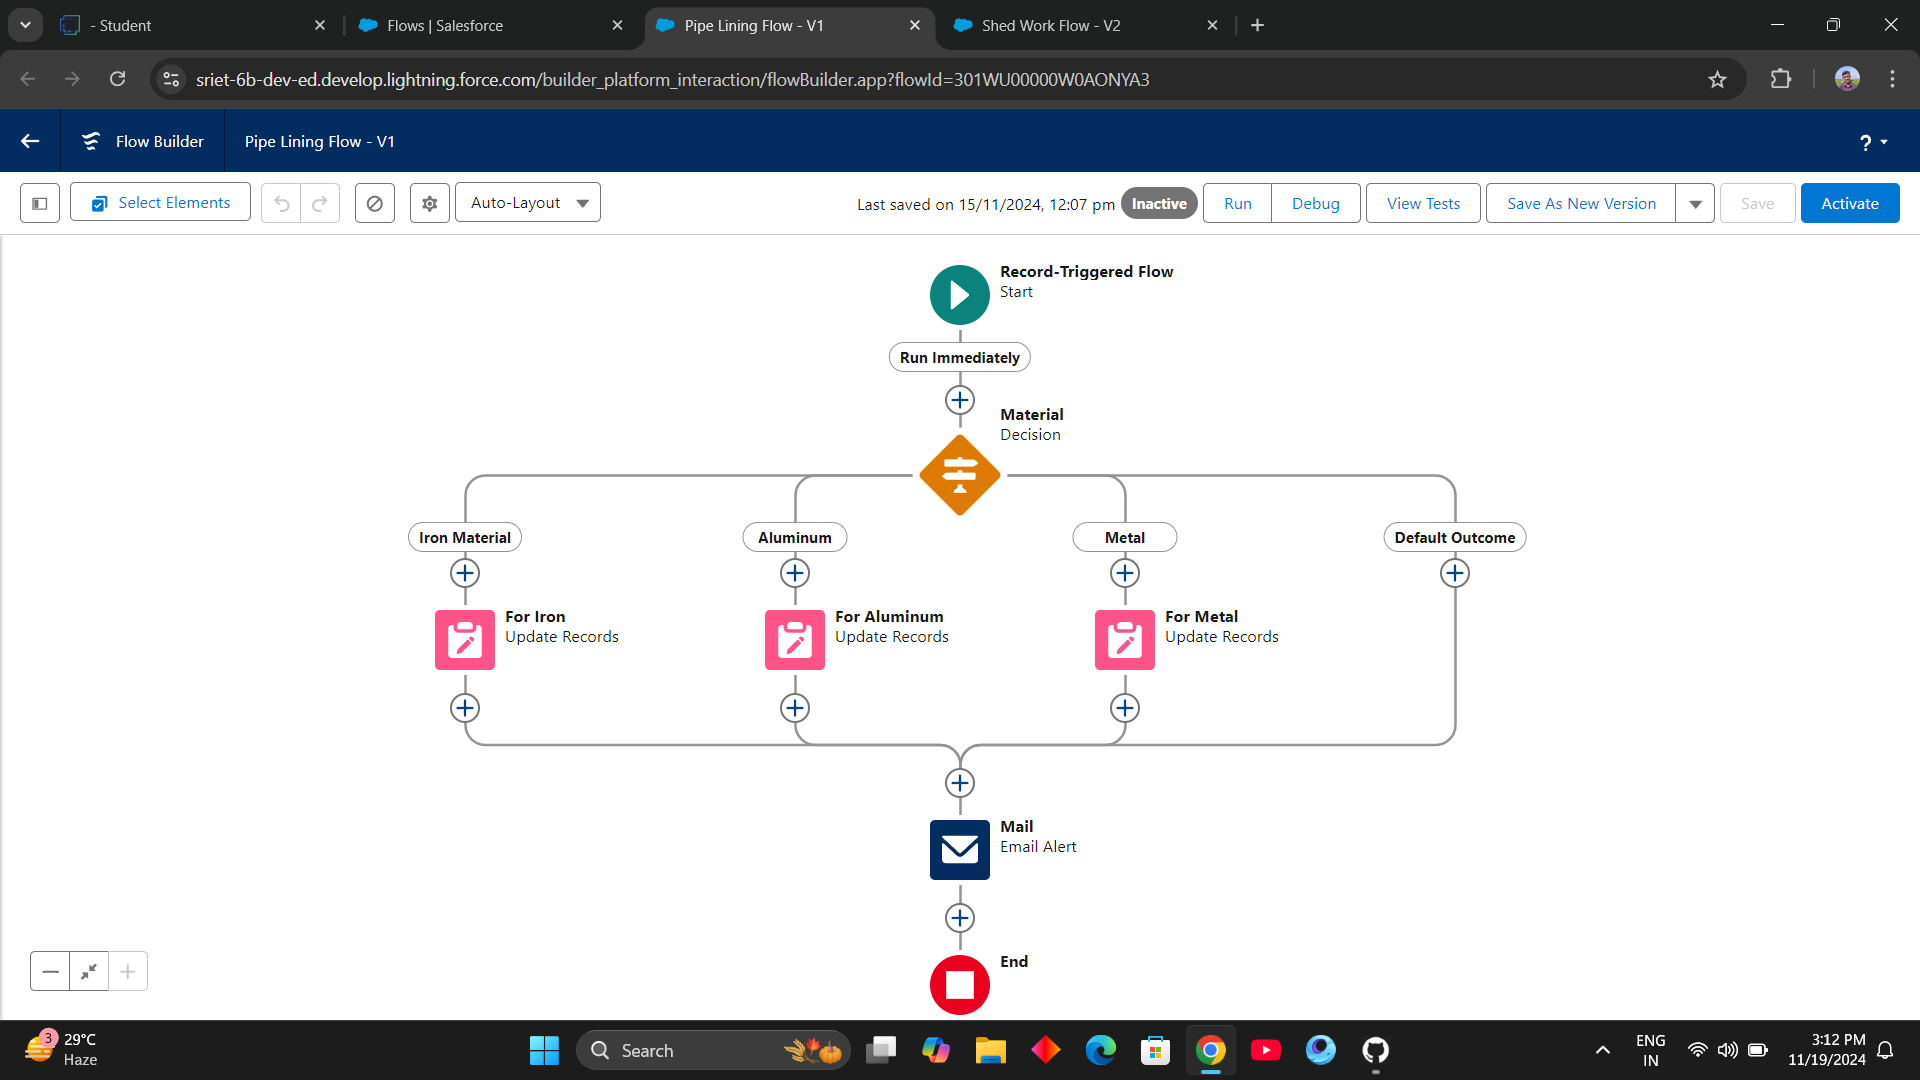 - Student
Flows | Salesforce
Pipe Lining Flow - V1
Shed Work Flow - V2
sriet-6b-dev-ed.develop.lightning.force.com/builder_platform_interaction/flowBuilder.app?flowId=301WU00000W0AONYA3
Flow Builder
Pipe Lining Flow - V1
?
Select Elements
Auto-Layout
Last saved on 15/11/2024, 12:07 pm
Inactive
Run
Debug
View Tests
Save As New Version
Save
Activate
Record-Triggered Flow
Start
Run Immediately
Material
Decision
Iron Material
Aluminum
Metal
Default Outcome
For Iron
Update Records
For Aluminum
Update Records
For Metal
Update Records
Mail
Email Alert
End
3
29°C
Haze
Search
ENG
IN
3:12 PM
11/19/2024